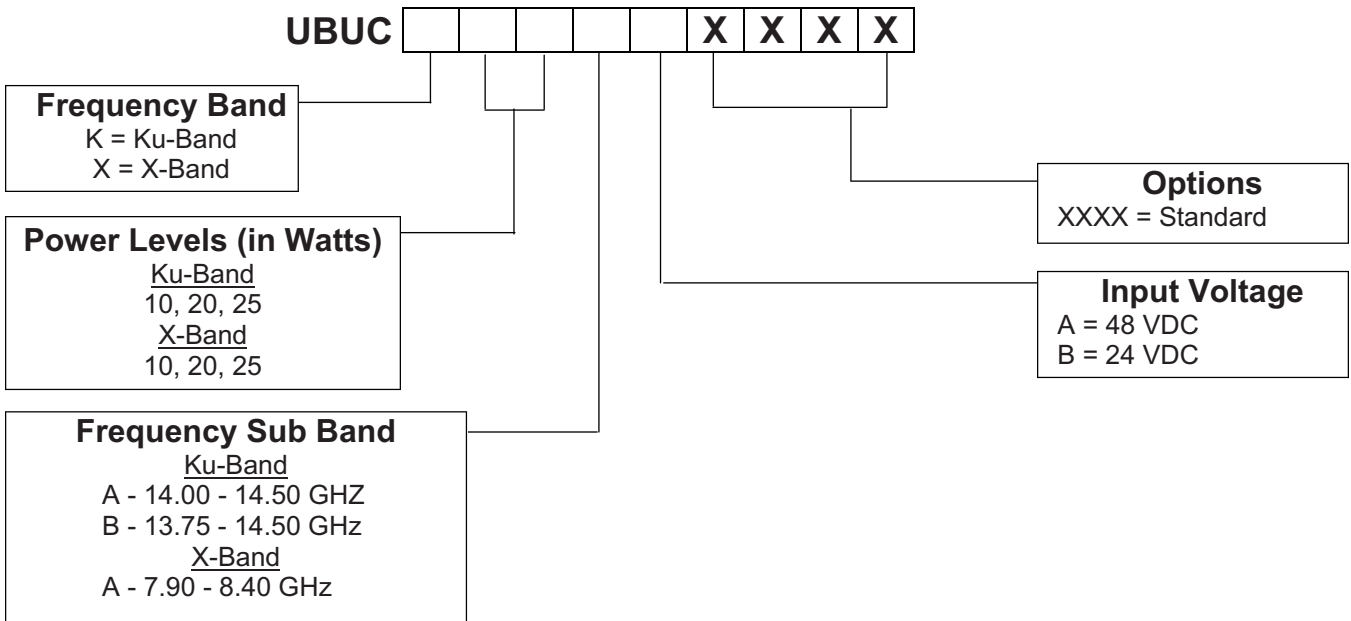 UBUC X X X X
Frequency Band
K = Ku-Band
X = X-Band
Power Levels (in Watts)
Ku-Band
10, 20, 25
X-Band
10, 20, 25
Frequency Sub Band
Ku-Band
A - 14.00 - 14.50 GHZ
B - 13.75 - 14.50 GHz
X-Band
A - 7.90 - 8.40 GHz
Options
XXXX = Standard
Input Voltage
A = 48 VDC
B = 24 VDC